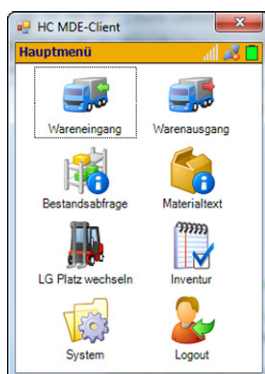 HC MDE-Client
Hauptmenü
Wareneingang
Warenausgang
Bestandsabfrage
Materialtext
LG Platz wechseln
Inventur
System
Logout